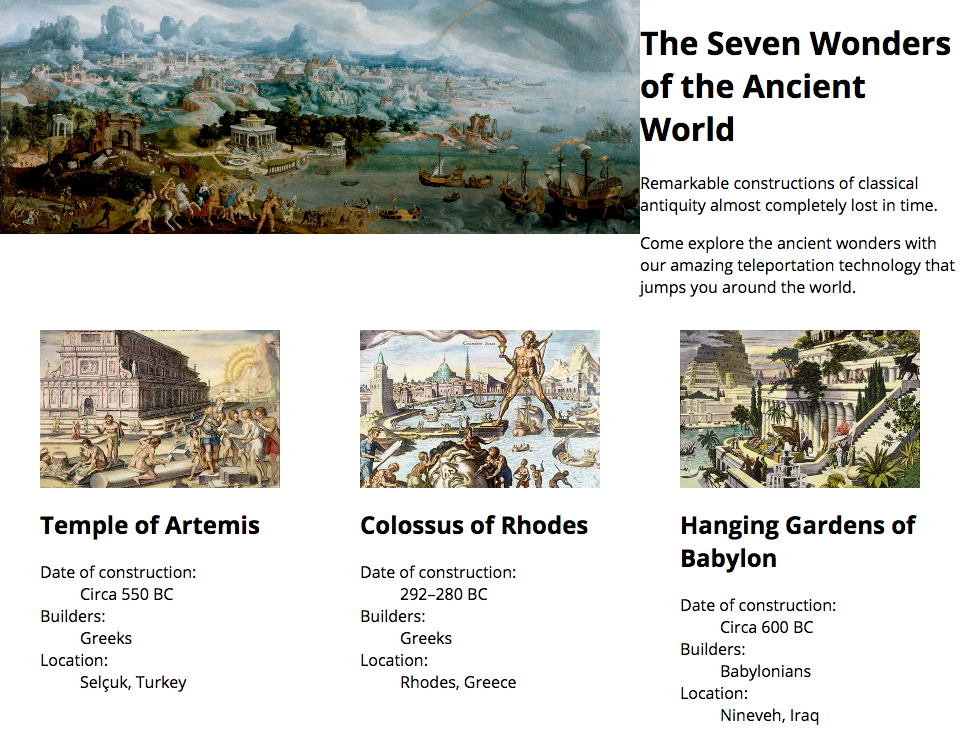 The Seven Wonders
of the Ancient
World
Remarkable constructions of classical
antiquity almost completely lost in time.
Come explore the ancient wonders with
our amazing teleportation technology that
jumps you around the world.
Temple of Artemis
Date of construction:
Circa 550 BC
Builders:
Greeks
Location:
Selçuk, Turkey
Colossus of Rhodes
Date of construction:
292–280 BC
Builders:
Greeks
Location:
Rhodes, Greece
Hanging Gardens of
Babylon
Date of construction:
Circa 600 BC
Builders:
Babylonians
Location:
Nineveh, Iraq